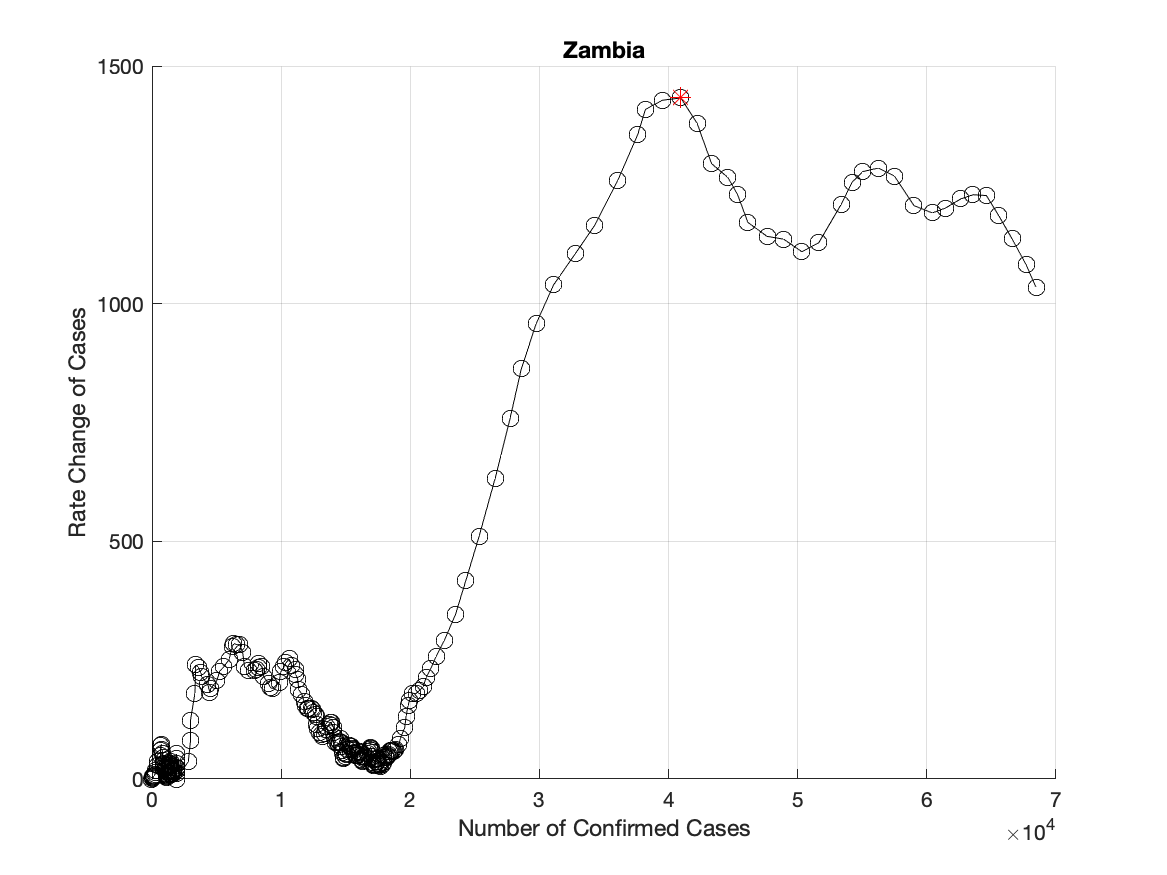 Zambia
1500
1000
500
0
Rate Change of Cases
0 1 2 3 4 5 6 7
Number of Confirmed Cases
×10^4